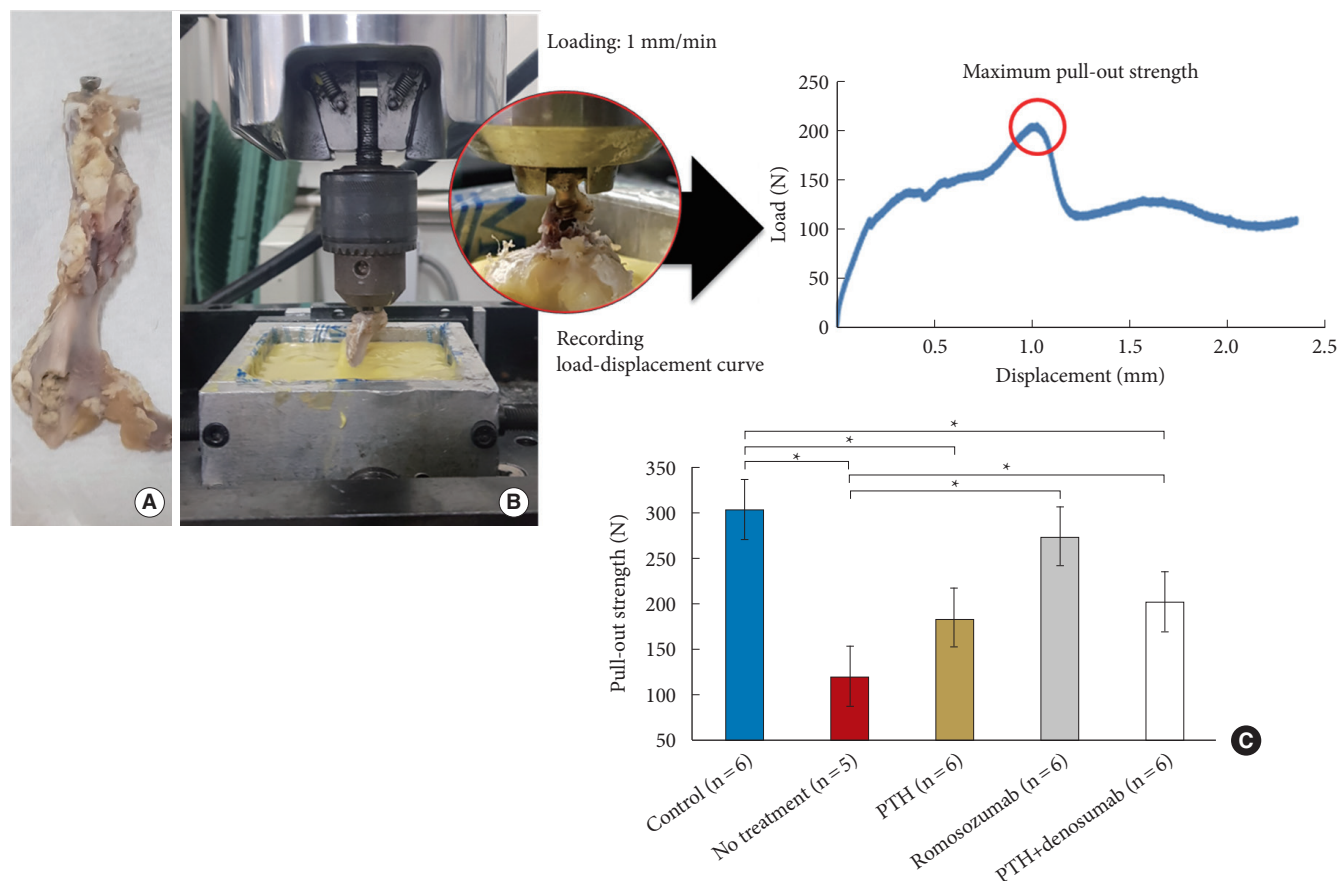 Loading: 1 mm/min
Recording
load-displacement curve
A
B
Maximum pull-out strength
Load (N)
250
200
150
100
50
0
0.5
1.0
1.5
2.0
2.5
Displacement (mm)
Pull-out strength (N)
350
300
250
200
150
100
50
*
*
*
*
*
Control (n=6)
No treatment (n=5)
PTH (n=6)
Romosozumab (n=6)
PTH+denosumab (n=6)
C